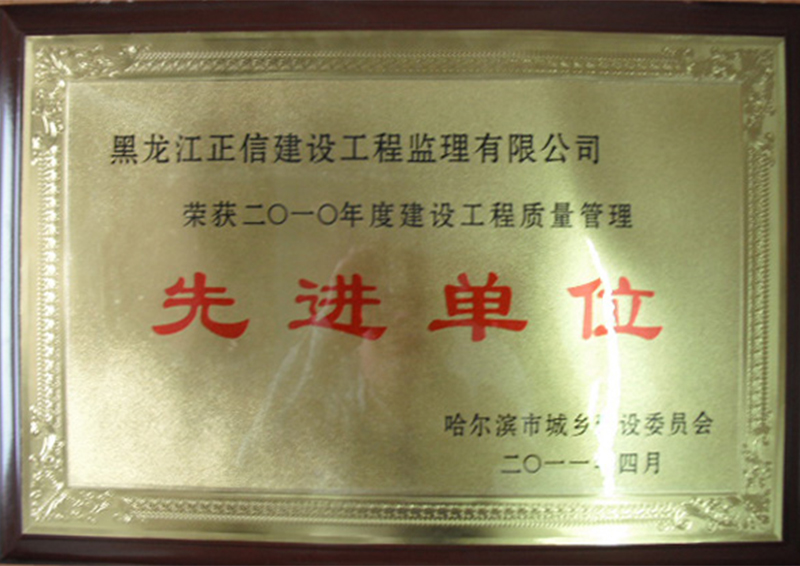 黑龙江正信建设工程监理有限公司
荣获二〇一〇年度建设工程质量管理
先进单位
哈尔滨市城乡建设委员会
二〇一一年四月